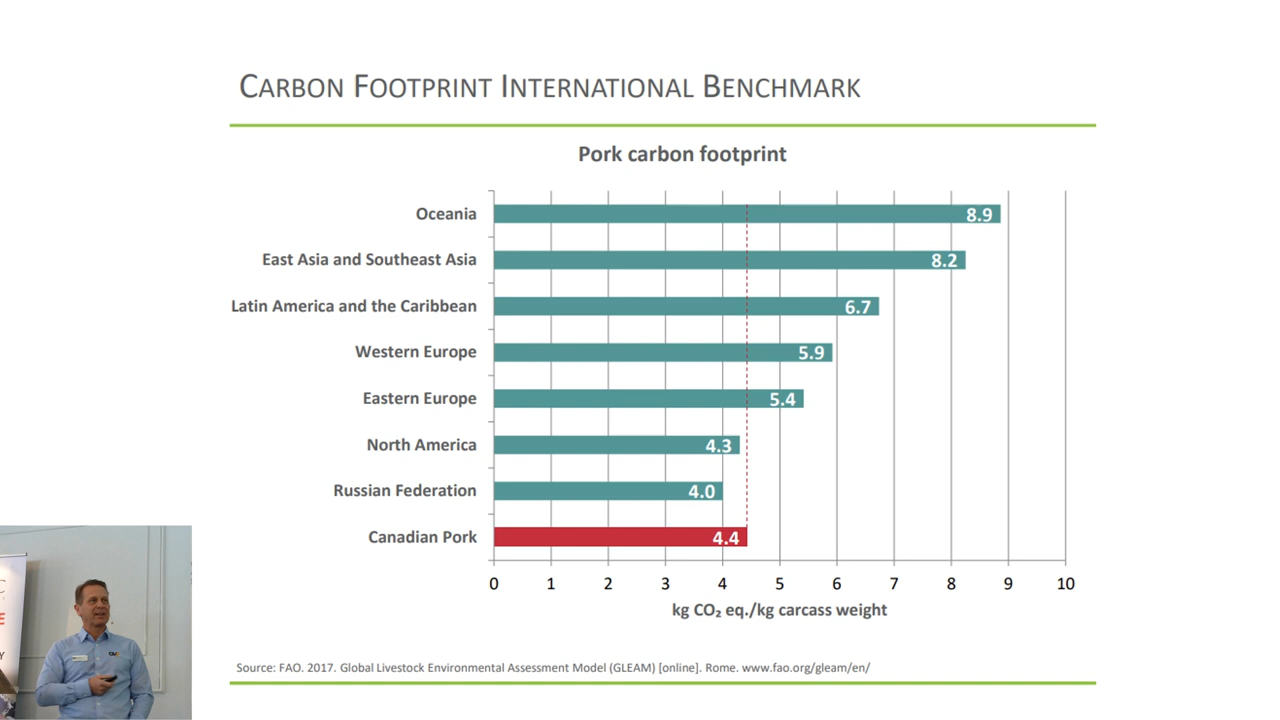 CARBON FOOTPRINT INTERNATIONAL BENCHMARK
Pork carbon footprint
Oceania 8.9
East Asia and Southeast Asia 8.2
Latin America and the Caribbean 6.7
Western Europe 5.9
Eastern Europe 5.4
North America 4.3
Russian Federation 4.0
Canadian Pork 4.4
0 1 2 3 4 5 6 7 8 9 10
kg CO₂ eq./kg carcass weight
Source: FAO. 2017. Global Livestock Environmental Assessment Model (GLEAM) [online]. Rome. www.fao.org/gleam/en/
C
E
Y